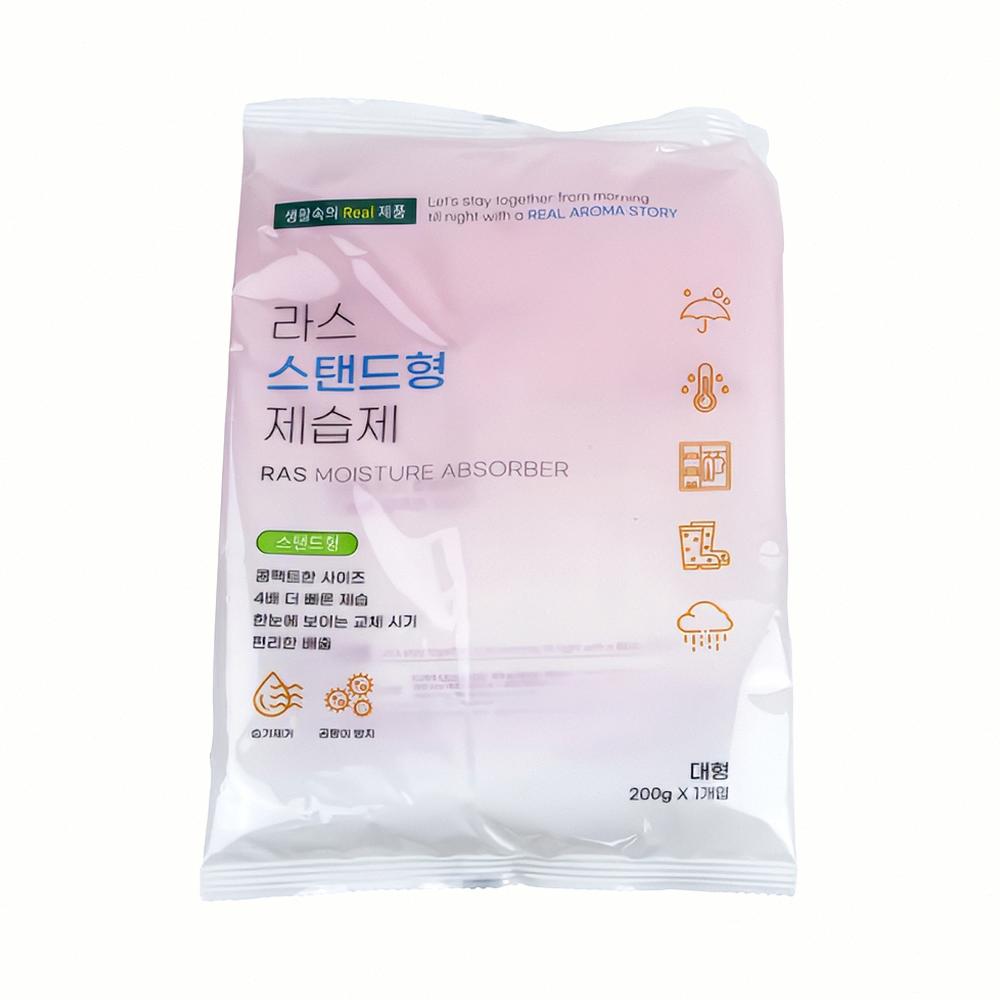 생활속의 Real 제품
Let's stay together from morning
till night with a REAL AROMA STORY
라스
스탠드형
제습제
RAS MOISTURE ABSORBER
스탠드형
콤팩트한 사이즈
4배 더 빠른 제습
한눈에 보이는 교체 시기
편리한 배출
습기제거
곰팡이 방지
대형
200g X 1개입